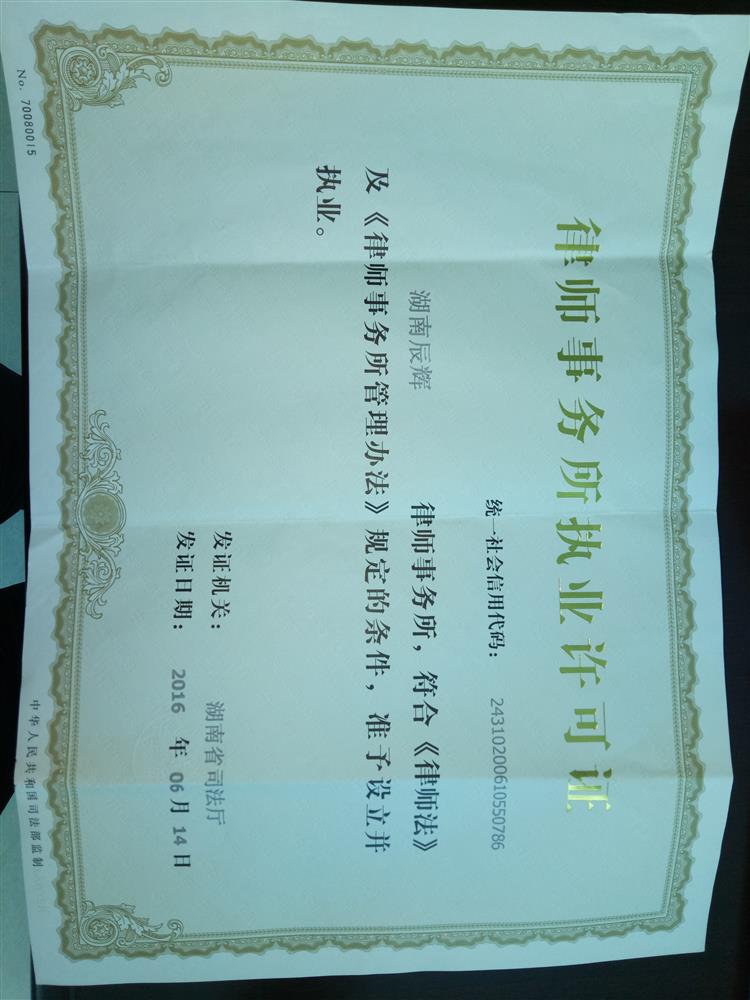 律师事务所执业许可证
统一社会信用代码： 24310200610550786
湖南辰辉 律师事务所，符合《律师法》
及《律师事务所管理办法》规定的条件，准予设立并
执业。
发证机关： 湖南省司法厅
发证日期： 2016 年 06 月 14 日
No. 70080015
中华人民共和国司法部监制